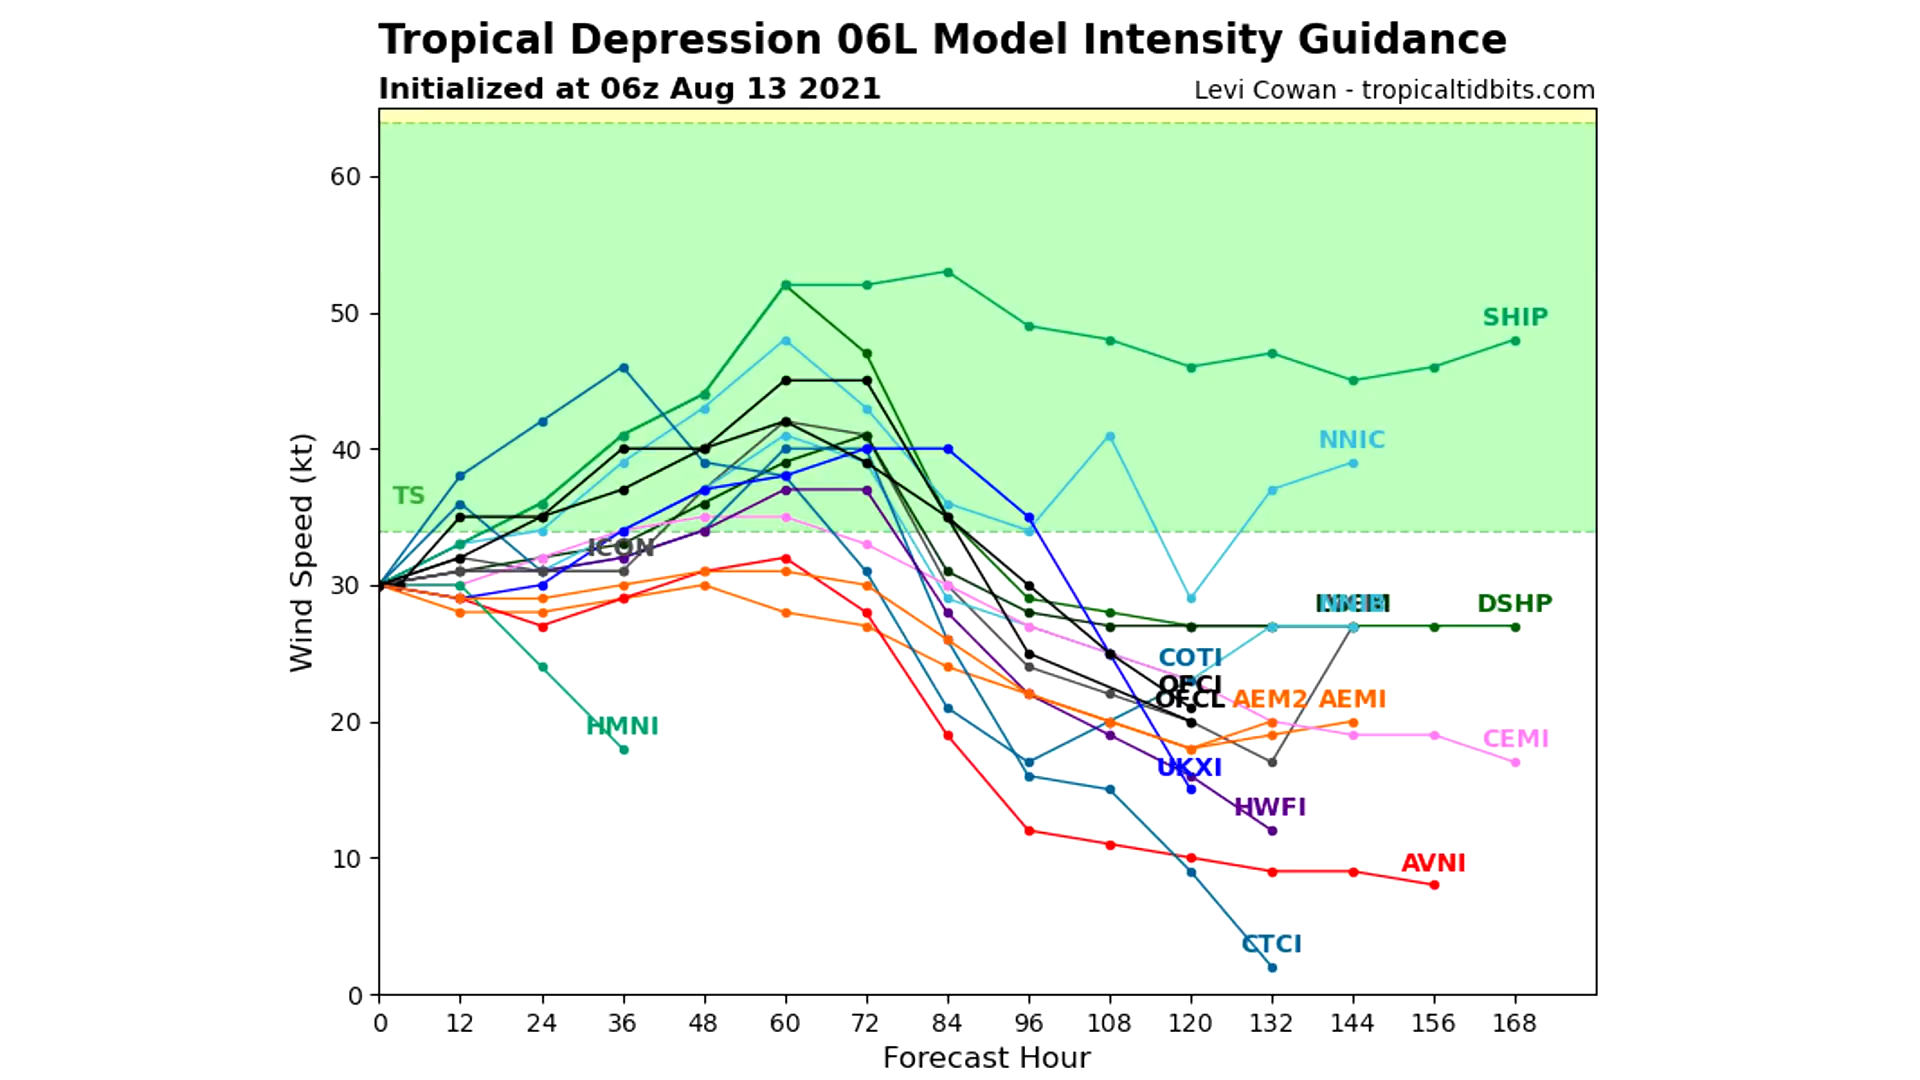 Tropical Depression 06L Model Intensity Guidance
Initialized at 06z Aug 13 2021
Levi Cowan - tropicaltidbits.com
60
50
40
30
20
10
0
Wind Speed (kt)
TS
SHIP
NNIC
ICON
DSHP
COTI
OFCI
OFCL
AEM2
AEMI
HMNI
CEMI
UKXI
HWFI
AVNI
CTCI
0 12 24 36 48 60 72 84 96 108 120 132 144 156 168
Forecast Hour